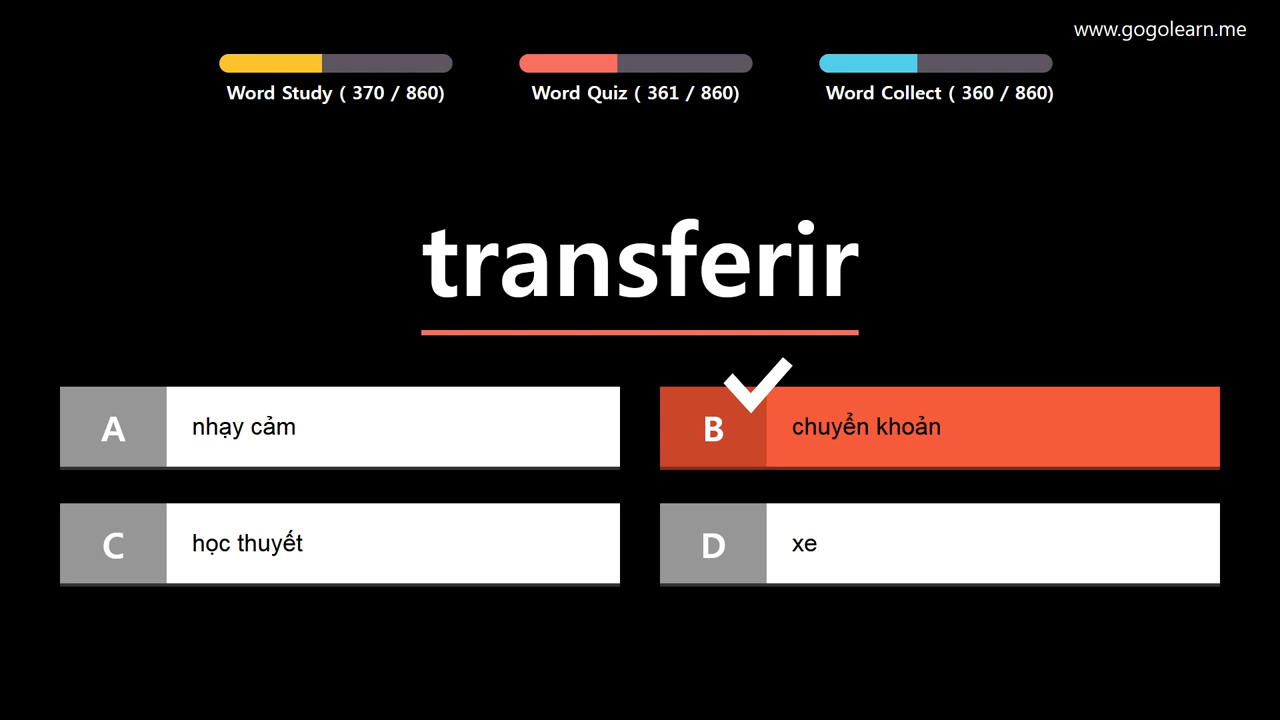 www.gogolearn.me
Word Study ( 370 / 860)
Word Quiz ( 361 / 860)
Word Collect ( 360 / 860)
transferir
A nhạy cảm
B chuyển khoản
C học thuyết
D xe